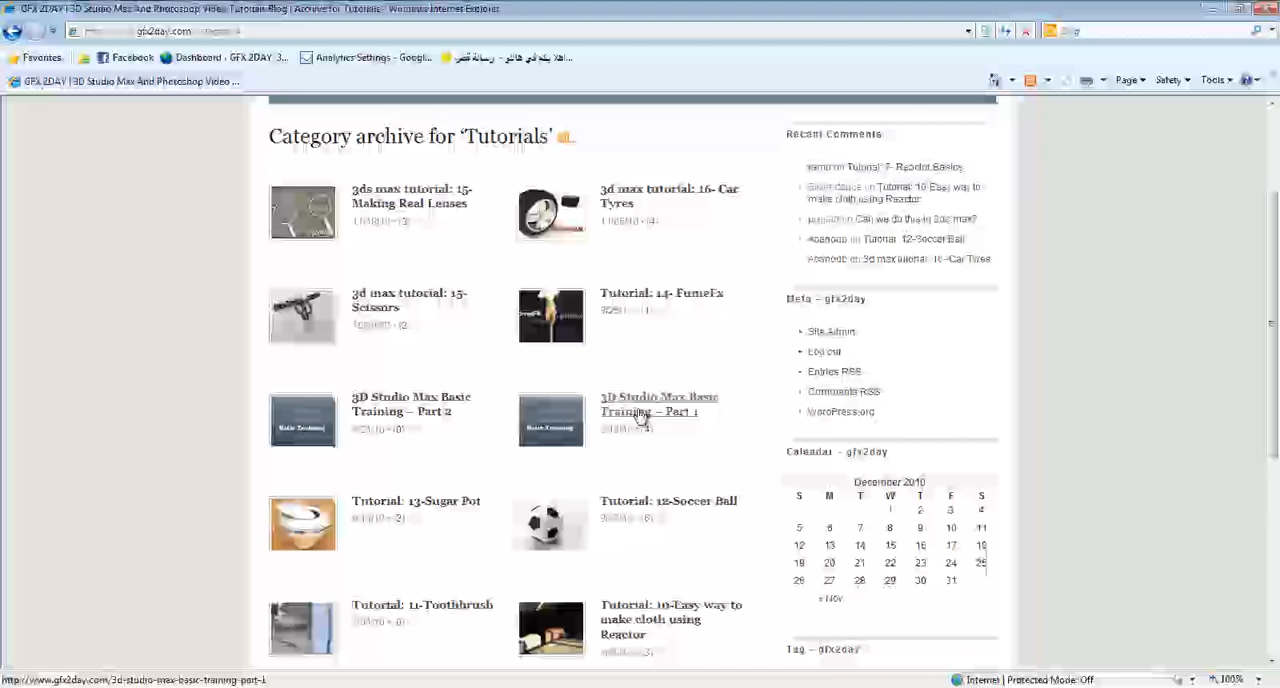 GFX 2DAY | 3D Studio Max And Photoshop Video Tutorials Blog | Archive for 'Tutorials' - Windows Internet Explorer
gfx2day.com
Favorites
Facebook
Dashboard ‹ GFX 2DAY | 3...
Analytics Settings - Googl...
GFX 2DAY | 3D Studio Max And Photoshop Video ...
Page
Safety
Tools
Category archive for 'Tutorials'
3ds max tutorial: 15-
Making Real Lenses
3d max tutorial: 16- Car
Tyres
3d max tutorial: 15-
Scissors
Tutorial: 14- FumeFx
3D Studio Max Basic
Training – Part 2
3D Studio Max Basic
Training – Part 1
Basic Training
Basic Training
Tutorial: 13-Sugar Pot
Tutorial: 12-Soccer Ball
Tutorial: 11-Toothbrush
Tutorial: 10-Easy way to
make cloth using
Reactor
Recent Comments
on Tutorial 7- Reactor Basics
on Tutorial: 10-Easy way to
make cloth using Reactor
on Can we do this in 3ds max?
on Tutorial: 12-Soccer Ball
on 3d max tutorial: 16- Car Tyres
Meta – gfx2day
Site Admin
Log out
Entries RSS
Comments RSS
WordPress.org
Calendar – gfx2day
December 2010
S M T W T F S
1 2 3 4
5 6 7 8 9 10 11
12 13 14 15 16 17 18
19 20 21 22 23 24 25
26 27 28 29 30 31
« Nov
Tag – gfx2day
http://www.gfx2day.com/3d-studio-max-basic-training-part-1
Internet | Protected Mode: Off
100%